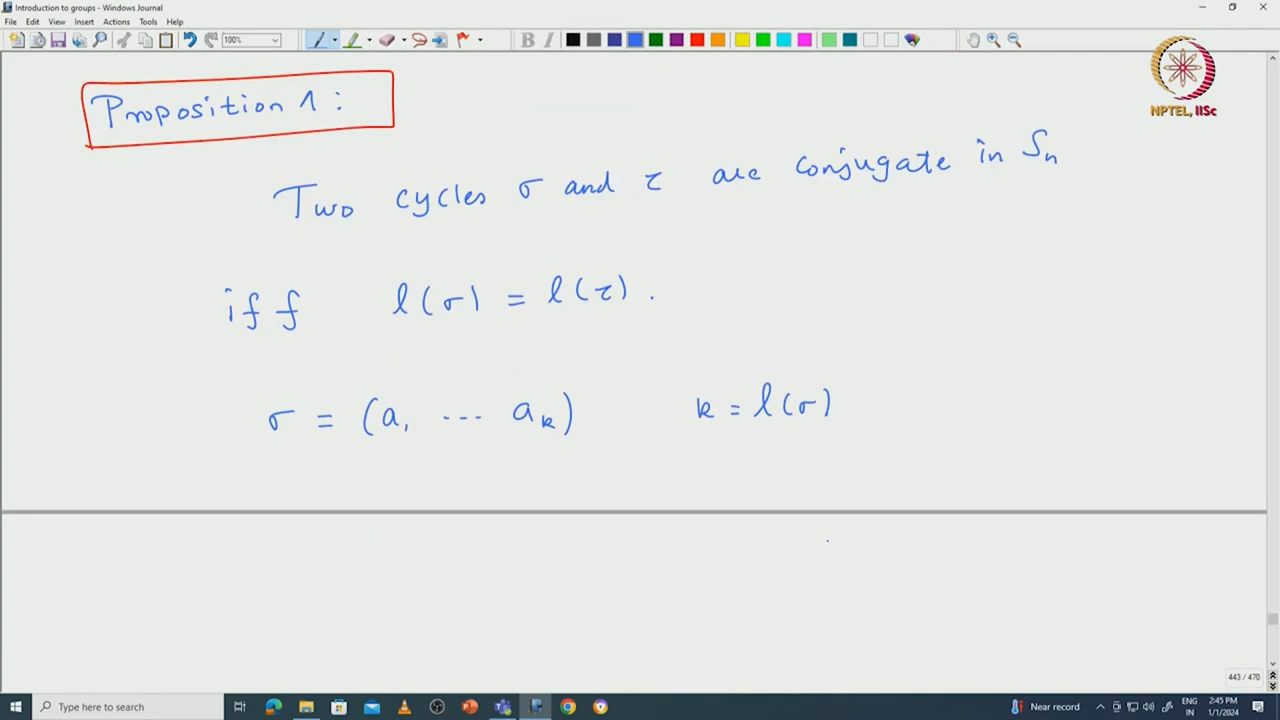 Introduction to groups - Windows Journal
File Edit View Insert Actions Tools Help
100%
B I
NPTEL, IISc
Proposition 1 :
Two cycles σ and τ are conjugate in Sn
iff l(σ) = l(τ) .
σ = (a, ... ak) k = l(σ)
443 / 470
Type here to search
Near record
ENG
IN
2:45 PM
1/1/2024